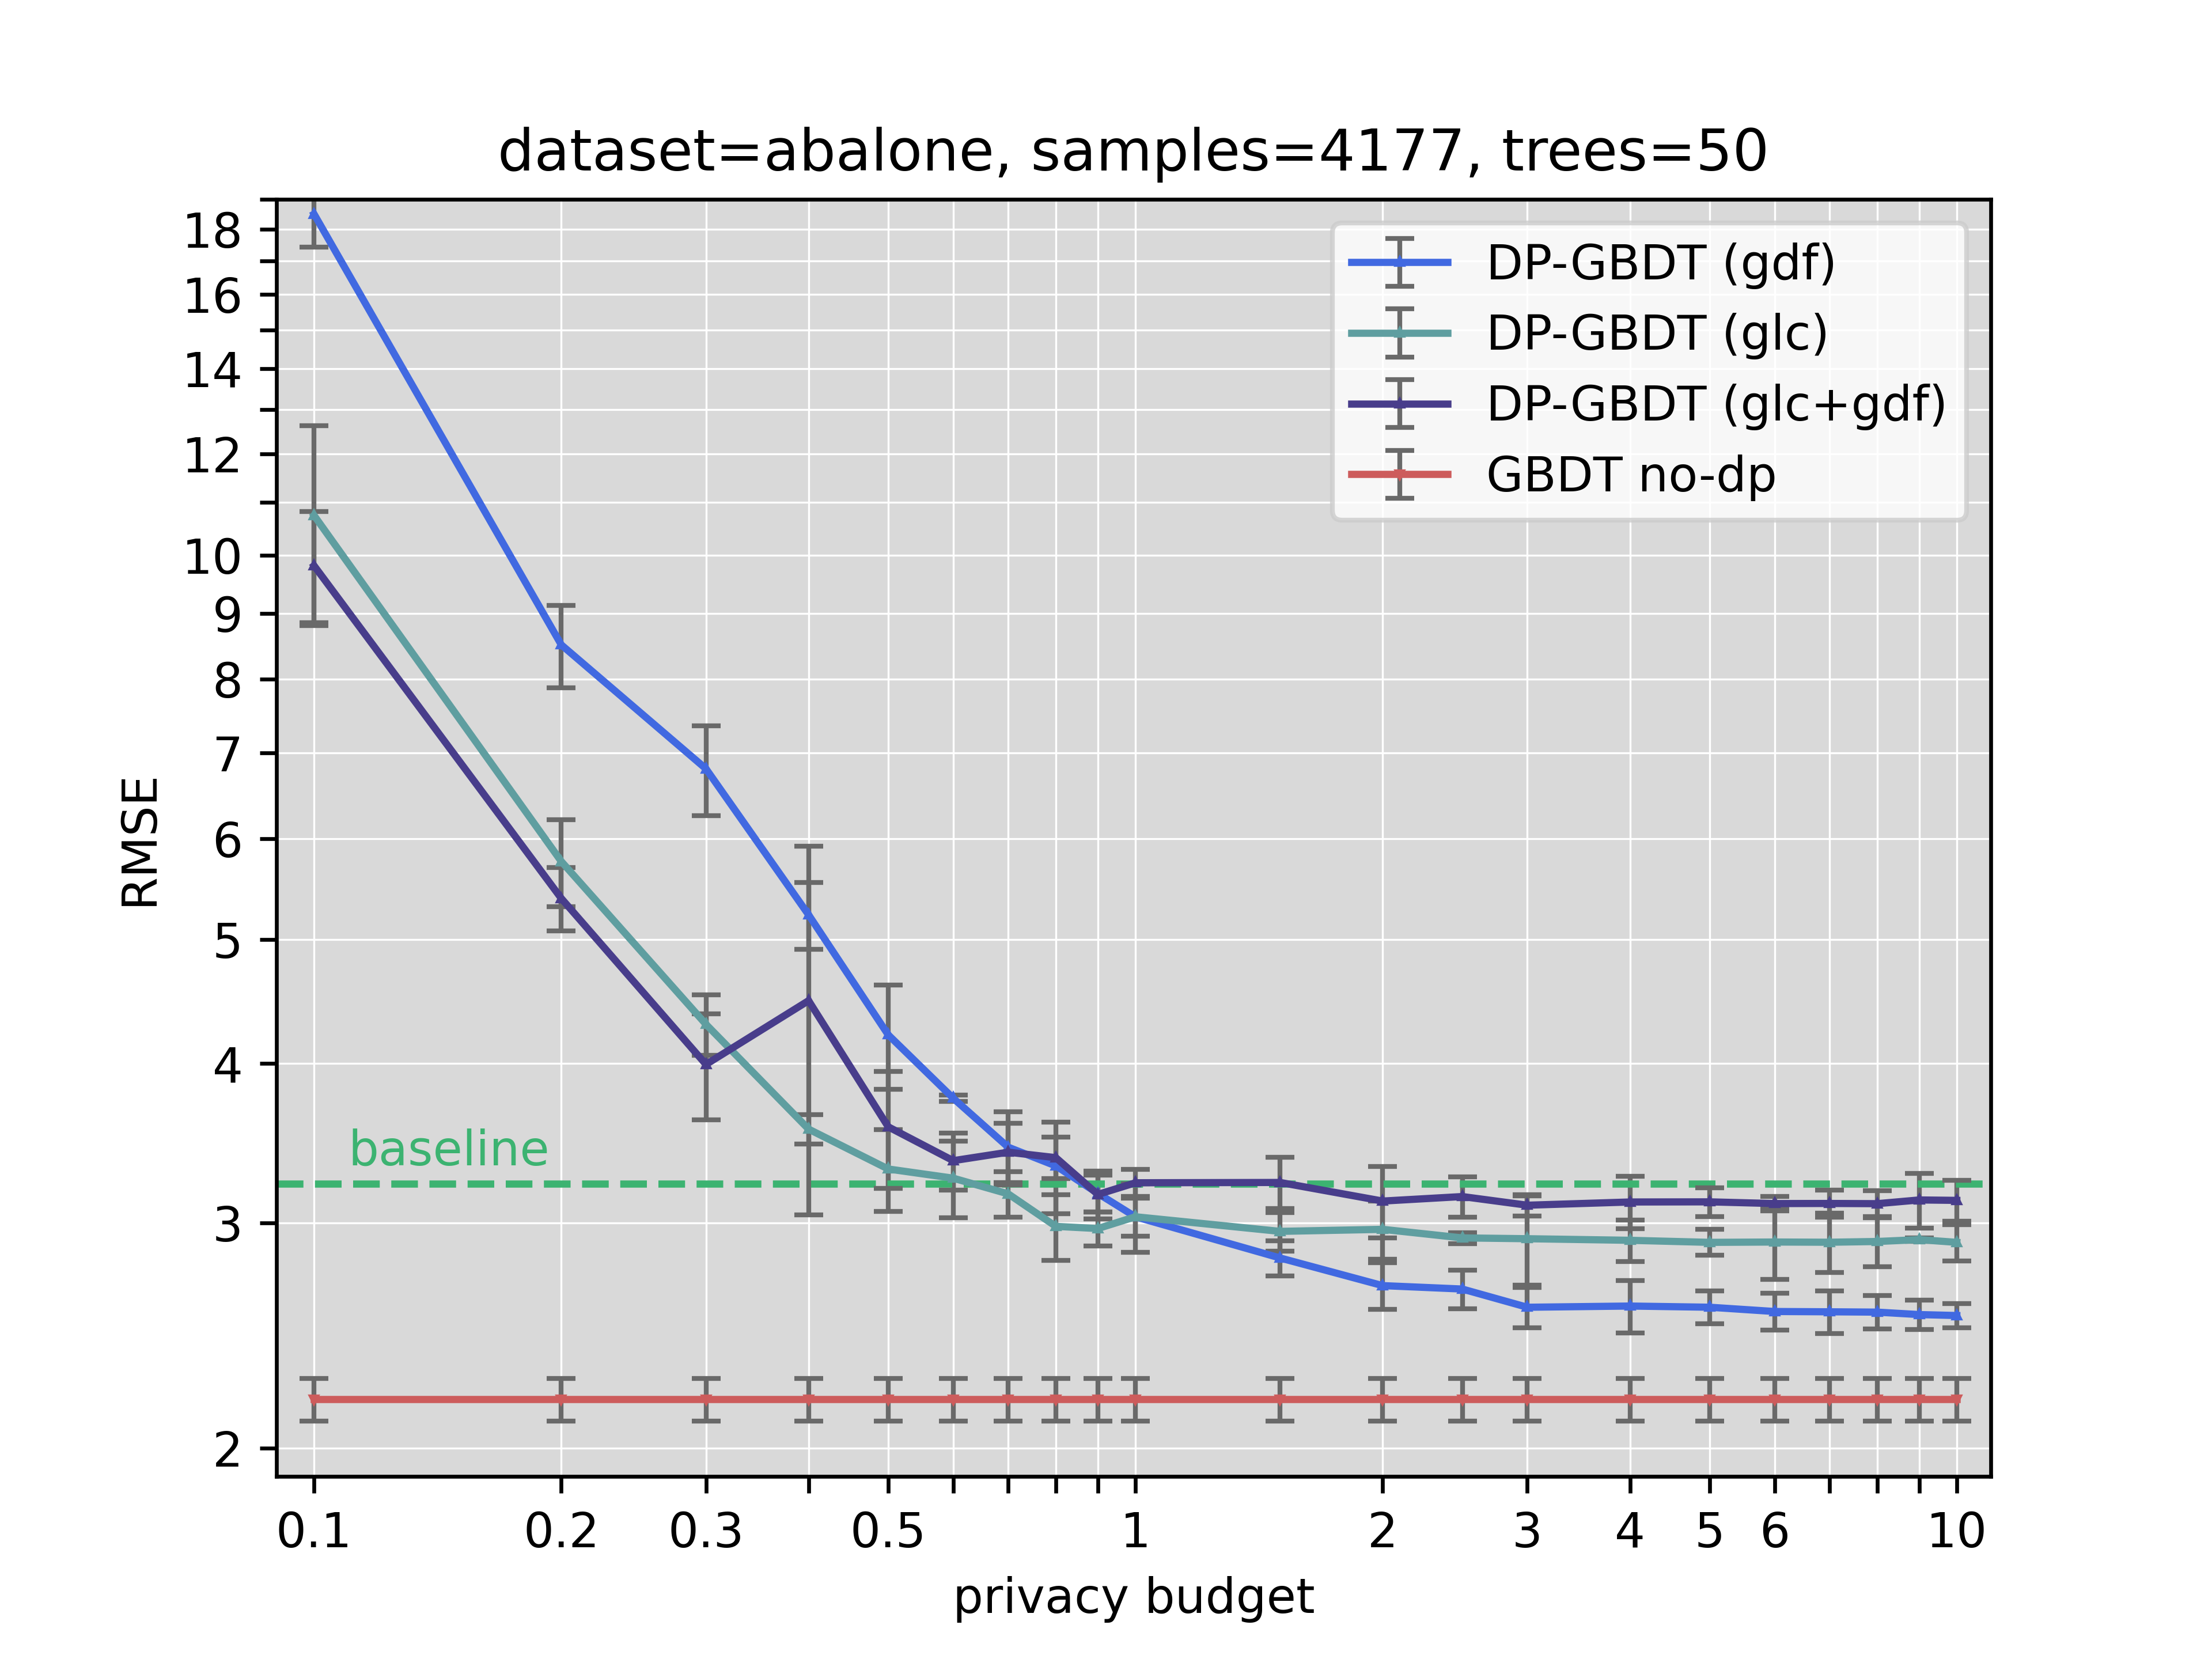 dataset=abalone, samples=4177, trees=50
18
16
14
12
10
9
8
7
6
5
4
3
2
RMSE
DP-GBDT (gdf)
DP-GBDT (glc)
DP-GBDT (glc+gdf)
GBDT no-dp
baseline
0.1 0.2 0.3 0.5 1 2 3 4 5 6 10
privacy budget